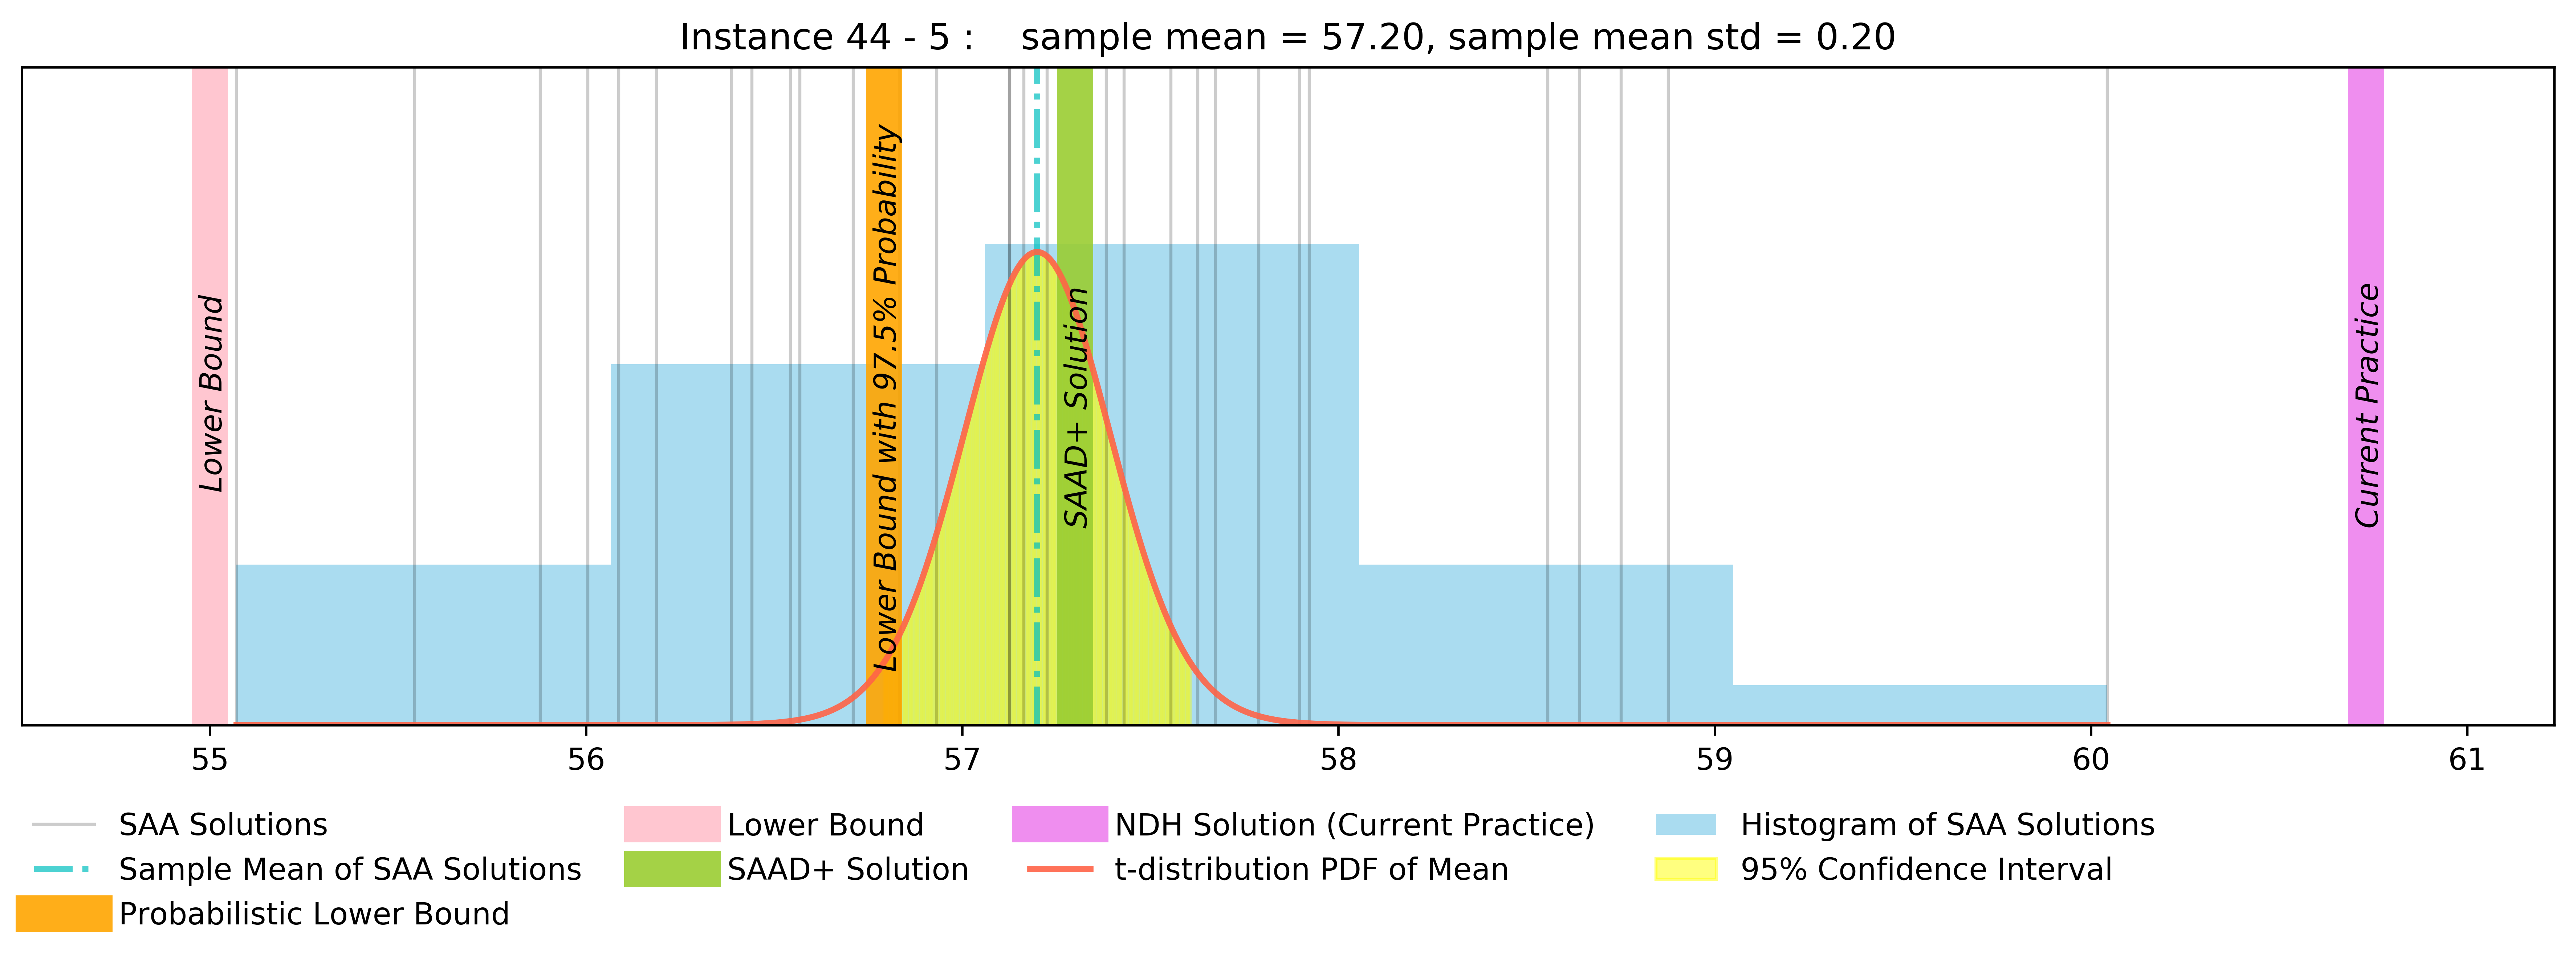 Instance 44 - 5 :    sample mean = 57.20, sample mean std = 0.20
Lower Bound
Lower Bound with 97.5% Probability
SAAD+ Solution
Current Practice
55 56 57 58 59 60 61
SAA Solutions
Sample Mean of SAA Solutions
Probabilistic Lower Bound
Lower Bound
SAAD+ Solution
NDH Solution (Current Practice)
t-distribution PDF of Mean
Histogram of SAA Solutions
95% Confidence Interval